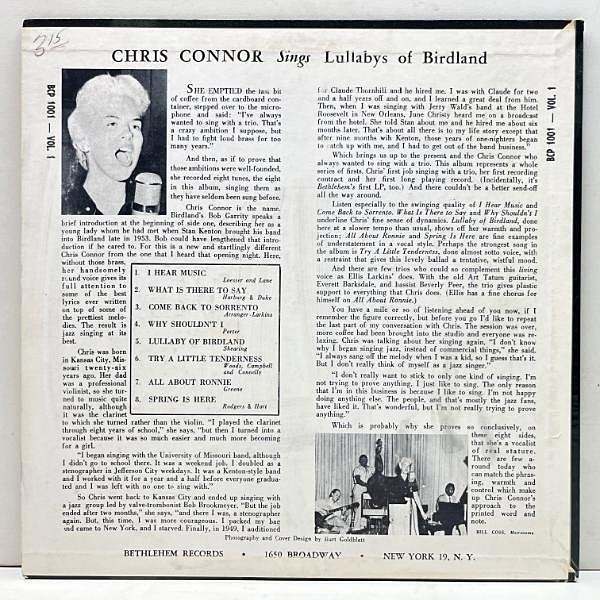 315
CHRIS CONNOR Sings Lullabys of Birdland
BCP 1001 — VOL. 1
SHE EMPTIED the last bit
of coffee from the cardboard con-
tainer, stepped over to the micro-
phone and said: "I've always
wanted to sing with a trio. That's
a crazy ambition I suppose, but
I had to fight loud brass for too
many years."
And then, as if to prove that
those ambitions were well-founded,
she recorded eight tunes, the eight
in this album, singing them as
they have seldom been sung before.
Chris Connor is the name.
Birdland's Bob Garrity speaks a
brief introduction at the beginning of side one, describing her as a
young lady whom he had met when Stan Kenton brought his band
into Birdland late in 1953. Bob could have lengthened that intro-
duction if he cared to. For this is a new and startlingly different
Chris Connor from the one that I heard that opening night. Here,
without those brass,
her handsomely
round voice gives its
full attention to
some of the best
lyrics ever written
on top of some of
the prettiest melo-
dies. The result is
jazz singing at its
best.
Chris was born
in Kansas City, Mis-
souri twenty-six
years ago. Her dad
was a professional
violinist, so she tur-
ned to music quite
naturally, although
it was the clarinet
to which she turned rather than the violin. "I played the clarinet
through eight years of school," she says, "but then I turned into a
vocalist because it was so much easier and much more becoming
for a girl.
"I began singing with the University of Missouri band, although
I didn't go to school there. It was a weekend job. I doubled as a
stenographer in Jefferson City weekdays. It was a Kenton-style band
and I worked with it for a year and a half before everyone gradua-
ted and I was left with no one to sing with."
So Chris went back to Kansas City and ended up singing with
a jazz group led by valve-trombonist Bob Brookmeyer. "But the job
ended after two months," she says, "and there I was, a stenographer
again. But, this time, I was more courageous. I packed my bag
and came to New York, and I starved. Finally, in 1949, I auditioned
1. I HEAR MUSIC
Loesser and Lane
2. WHAT IS THERE TO SAY
Harburg & Duke
3. COME BACK TO SORRENTO
Arranger-Larkins
4. WHY SHOULDN'T I
Porter
5. LULLABY OF BIRDLAND
Shearing
6. TRY A LITTLE TENDERNESS
Woods, Campbell
and Connelly
7. ALL ABOUT RONNIE
Greene
8. SPRING IS HERE
Rodgers & Hart
for Claude Thornhill and he hired me. I was with Claude for two
and a half years off and on, and I learned a great deal from him.
Then, when I was singing with Jerry Wald's band at the Hotel
Roosevelt in New Orleans, June Christy heard me on a broadcast
from the hotel. She told Stan about me and he hired me about six
months later. That's about all there is to my life story except that
after nine months with Kenton, those years of one-nighters began
to catch up with me, and I had to get out of the band business."
Which brings us up to the present and the Chris Connor who
always wanted to sing with a trio. This album represents a whole
series of firsts. Chris' first job singing with a trio, her first recording
contract and her first long playing record. (Incidentally, it's
Bethlehem's first LP, too.) And there couldn't be a better send-off
all the way around.
Listen especially to the swinging quality of I Hear Music and
Come Back to Sorrento. What Is There to Say and Why Shouldn't I
underline Chris' fine sense of dynamics. Lullaby of Birdland, done
here at a slower tempo than usual, shows off her warmth and pro-
jection; All About Ronnie and Spring Is Here are fine examples
of understatement in a vocal style. Perhaps the strongest song in
the album is Try A Little Tenderness, done almost sotto voice, with
a restraint that gives this lovely ballad a tentative, wistful mood.
And there are few trios who could so complement this living
voice as Ellis Larkins' does. With the old Art Tatum guitarist,
Everett Barksdale, and bassist Beverly Peer, the trio gives plastic
support to everything that Chris does. (Ellis has a fine chorus for
himself on All About Ronnie.)
You have a mile or so of listening ahead of you now, if I
remember the figure correctly, but before you go I'd like to repeat
the last part of my conversation with Chris. The session was over,
more coffee had been brought into the studio and everyone was re-
laxing. Chris was talking about her singing again, "I don't know
why I began singing jazz, instead of commercial things," she said,
"I always sang off the melody when I was a kid, so I guess that's it.
But I don't really think of myself as a jazz singer."
"I don't really want to stick to only one kind of singing. I'm
not trying to prove anything, I just like to sing. The only reason
that I'm in this business is because I like to sing. I'm not happy
doing anything else. The people, and that's mostly the jazz fans,
have liked it. That's wonderful, but I'm not really trying to prove
anything."
Which is probably why she proves so conclusively, on
these eight sides,
that she's a vocalist
of real stature.
There are few a-
round today who
can match the phras-
ing, warmth and
control which make
up Chris Connor's
approach to the
printed word and
note.
BILL COSS,
BCP 1001 — VOL. 1
Photography and Cover Design by Burt Goldblatt
BETHLEHEM RECORDS • 1650 BROADWAY • NEW YORK 19, N. Y.